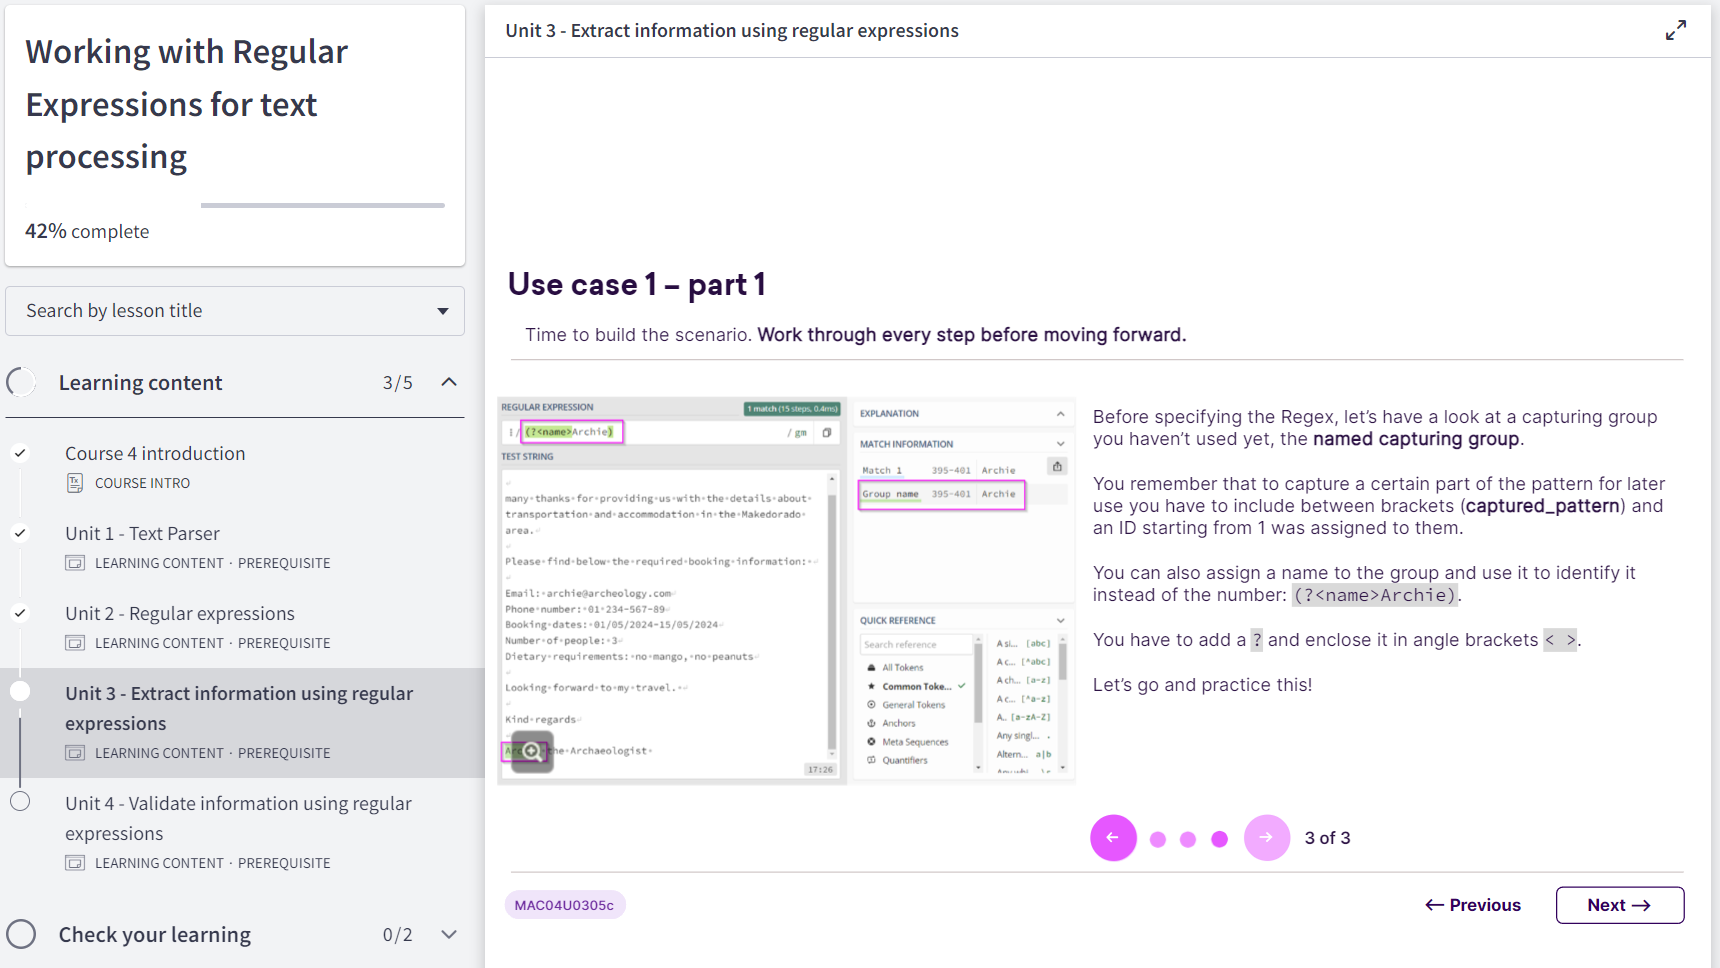 Working with Regular
Expressions for text
processing
42% complete
Search by lesson title
Learning content 3/5
Course 4 introduction
COURSE INTRO
Unit 1 - Text Parser
LEARNING CONTENT · PREREQUISITE
Unit 2 - Regular expressions
LEARNING CONTENT · PREREQUISITE
Unit 3 - Extract information using regular
expressions
LEARNING CONTENT · PREREQUISITE
Unit 4 - Validate information using regular
expressions
LEARNING CONTENT · PREREQUISITE
Check your learning 0/2
Unit 3 - Extract information using regular expressions
Use case 1 – part 1
Time to build the scenario. Work through every step before moving forward.
REGULAR EXPRESSION
1 match (15 steps, 0.4ms)
/ (?<name>Archie) / gm
TEST STRING
many·thanks·for·providing·us·with·the·details·about·
transportation·and·accommodation·in·the·Makedorado·
area.
Please·find·below·the·required·booking·information:·
Email:·archie@archeology.com
Phone·number:·01·234-567-89
Booking·dates:·01/05/2024-15/05/2024
Number·of·people:·3
Dietary·requirements:·no·mango,·no·peanuts
Looking·forward·to·my·travel.·
Kind·regards
the·Archaeologist·
17:26
EXPLANATION
MATCH INFORMATION
Match 1 395-401 Archie
Group name 395-401 Archie
QUICK REFERENCE
Search reference
All Tokens
Common Toke...
General Tokens
Anchors
Meta Sequences
Quantifiers
A si... [abc]
A c... [^abc]
A ch... [a-z]
A c... [^a-z]
A.. [a-zA-Z]
Any singl... .
Altern... a|b
Before specifying the Regex, let’s have a look at a capturing group
you haven’t used yet, the named capturing group.
You remember that to capture a certain part of the pattern for later
use you have to include between brackets (captured_pattern) and
an ID starting from 1 was assigned to them.
You can also assign a name to the group and use it to identify it
instead of the number: (?<name>Archie).
You have to add a ? and enclose it in angle brackets < >.
Let’s go and practice this!
3 of 3
MAC04U0305c
← Previous
Next →